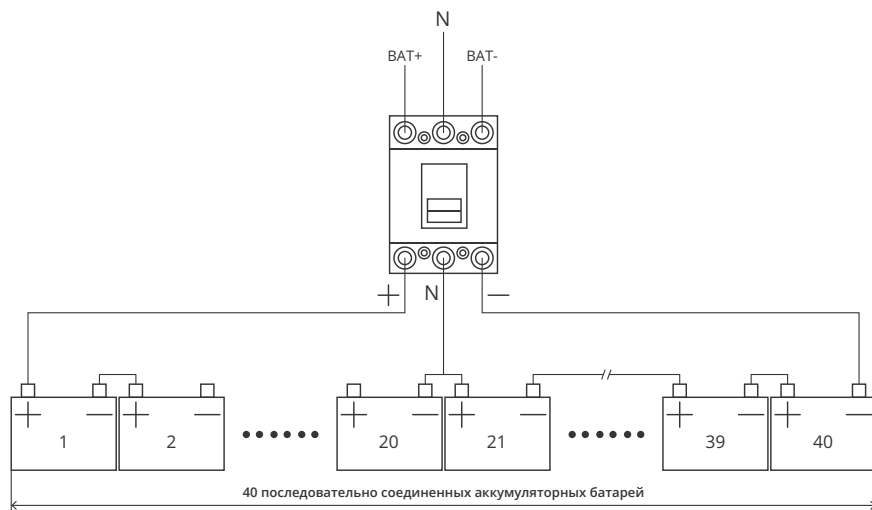 N
BAT+ BAT-
+ N —
+ — + — + — + — + — + —
1 2 20 21 39 40
40 последовательно соединенных аккумуляторных батарей